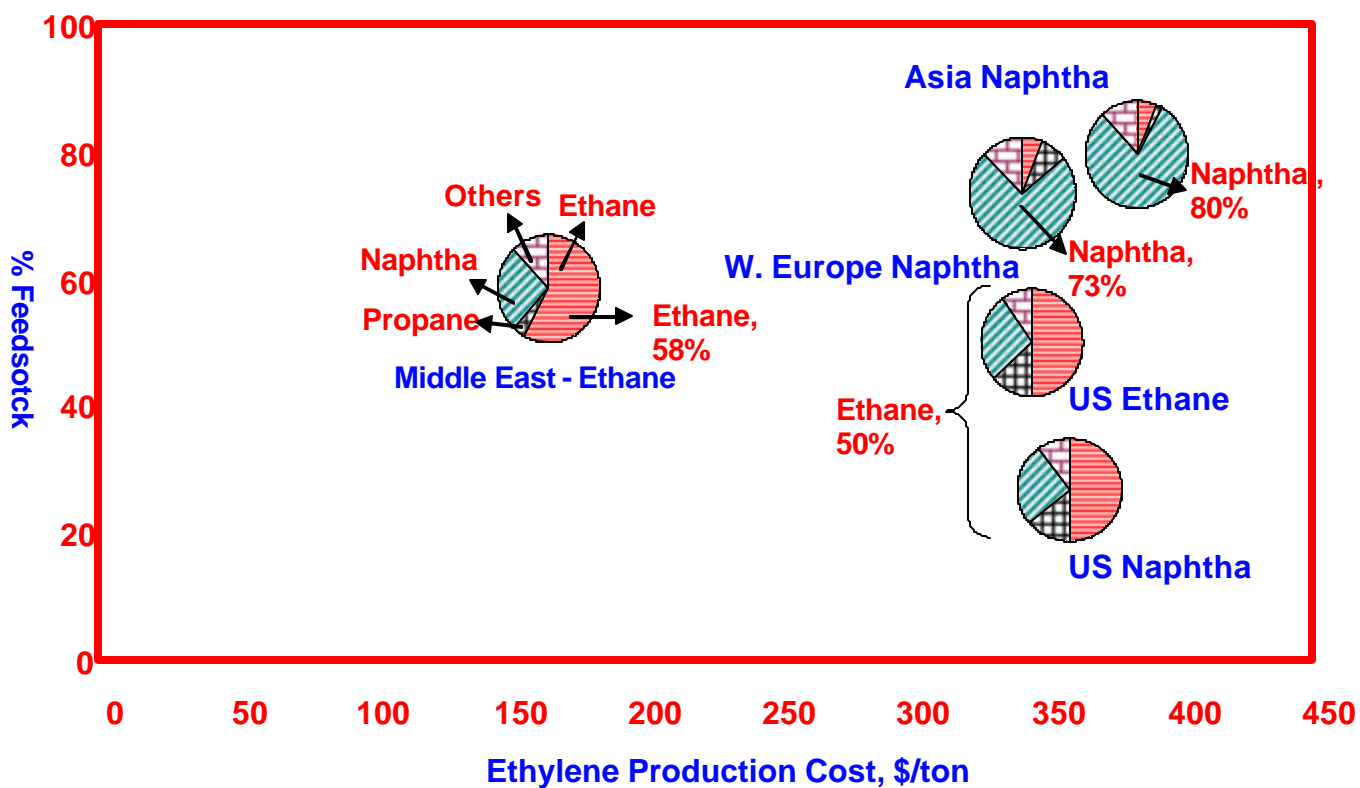 100
80
60
40
20
0
% Feedsotck
Asia Naphtha
Naphtha,
80%
Others
Ethane
Naphtha
Propane
Ethane,
58%
Middle East - Ethane
W. Europe Naphtha
Naphtha,
73%
Ethane,
50%
US Ethane
US Naphtha
0 50 100 150 200 250 300 350 400 450
Ethylene Production Cost, $/ton